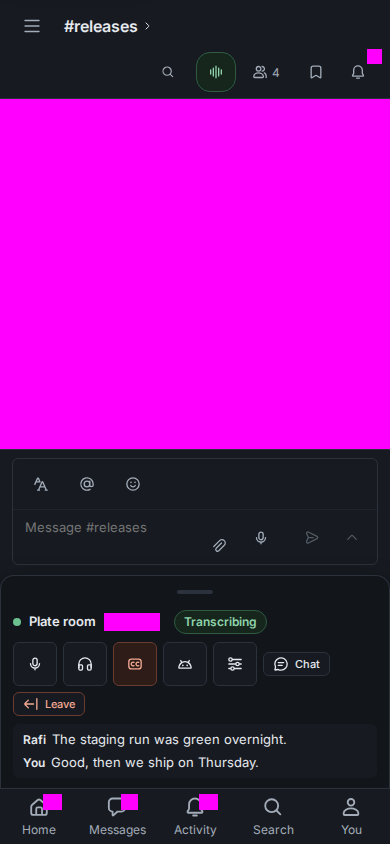 #releases
4
Message #releases
Plate room Transcribing
CC Chat
Leave
Rafi The staging run was green overnight.
You Good, then we ship on Thursday.
Home Messages Activity Search You